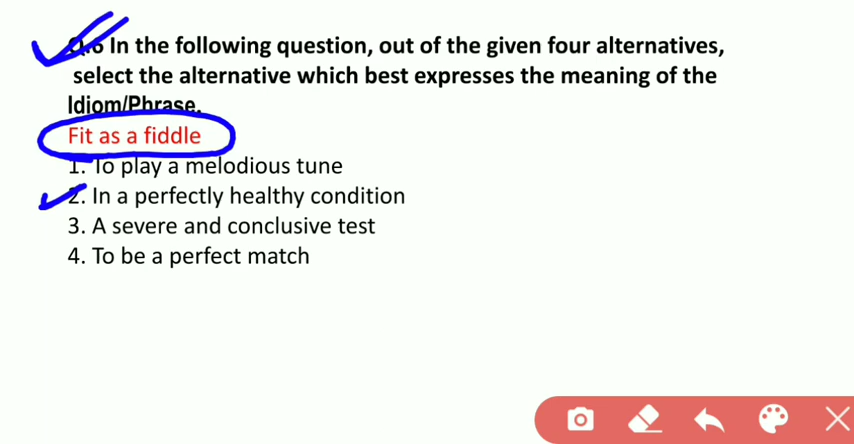 Q.6 In the following question, out of the given four alternatives,
select the alternative which best expresses the meaning of the
Idiom/Phrase.
Fit as a fiddle
1. To play a melodious tune
2. In a perfectly healthy condition
3. A severe and conclusive test
4. To be a perfect match